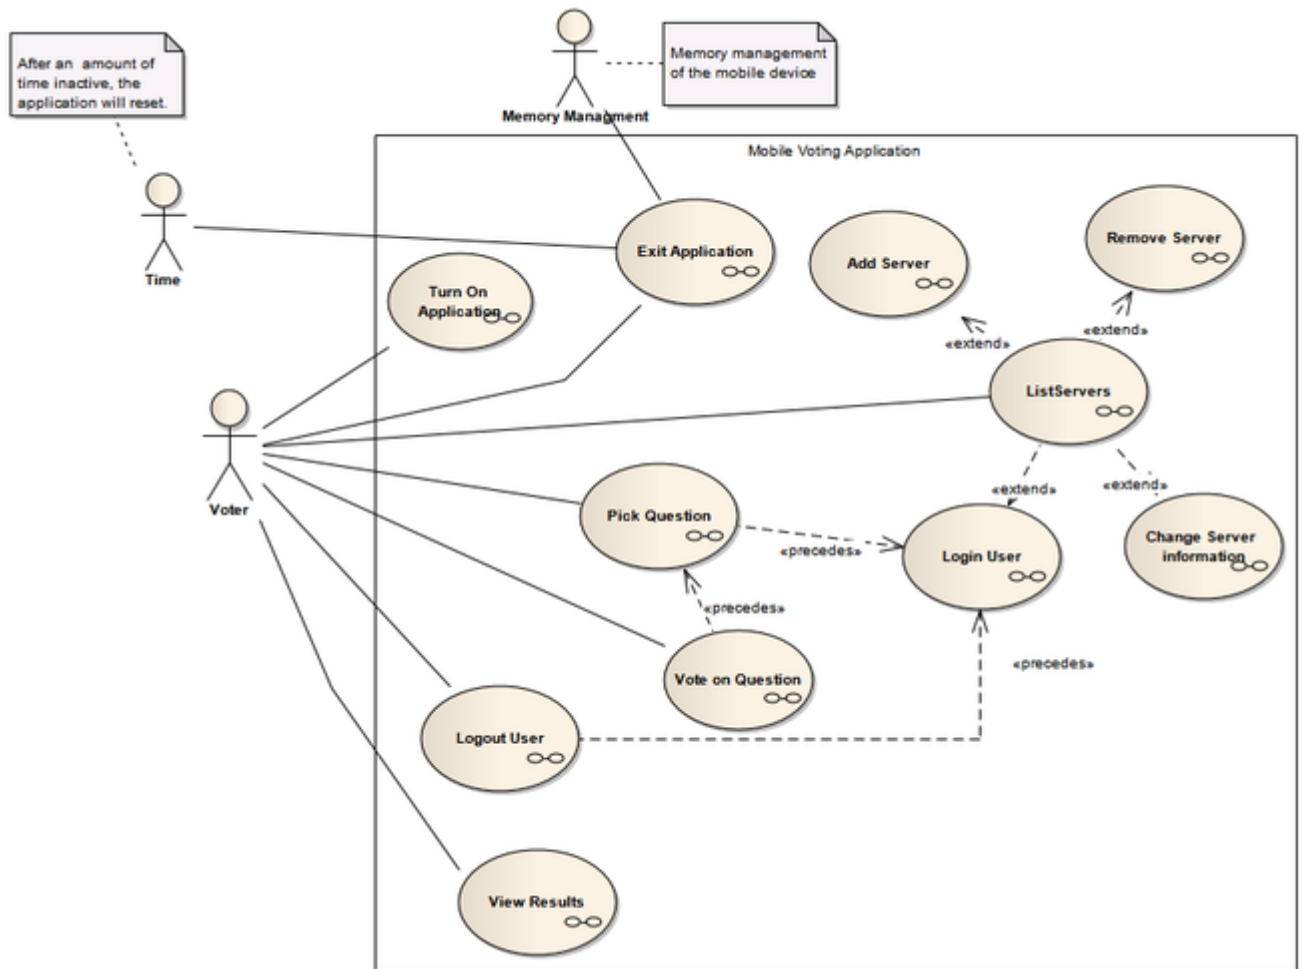 After an amount of
time inactive, the
application will reset.
Memory management
of the mobile device
Memory Managment
Mobile Voting Application
Time
Exit Application
Add Server
Remove Server
Turn On
Application
«extend»
«extend»
ListServers
Voter
«extend»
«extend»
Pick Question
«precedes»
Login User
Change Server
information
«precedes»
Vote on Question
«precedes»
Logout User
View Results